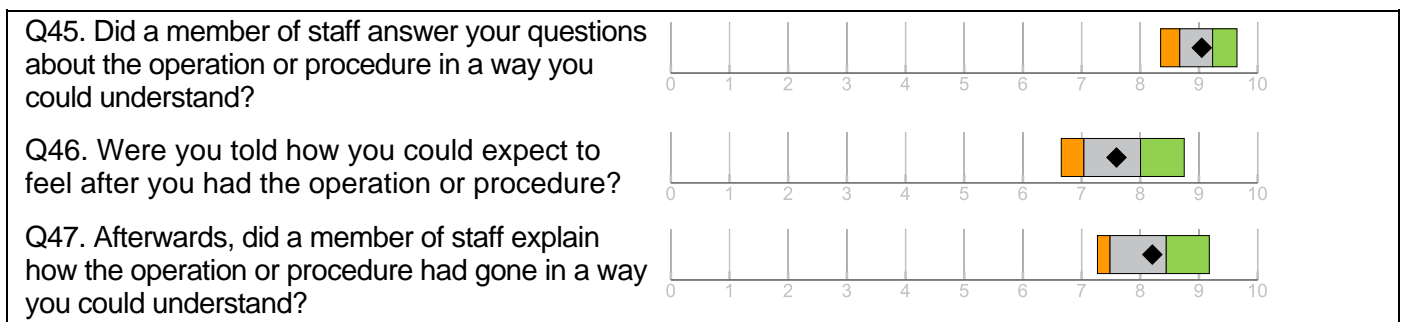 Q45. Did a member of staff answer your questions
about the operation or procedure in a way you
could understand?
0 1 2 3 4 5 6 7 8 9 10
Q46. Were you told how you could expect to
feel after you had the operation or procedure?
0 1 2 3 4 5 6 7 8 9 10
Q47. Afterwards, did a member of staff explain
how the operation or procedure had gone in a way
you could understand?
0 1 2 3 4 5 6 7 8 9 10